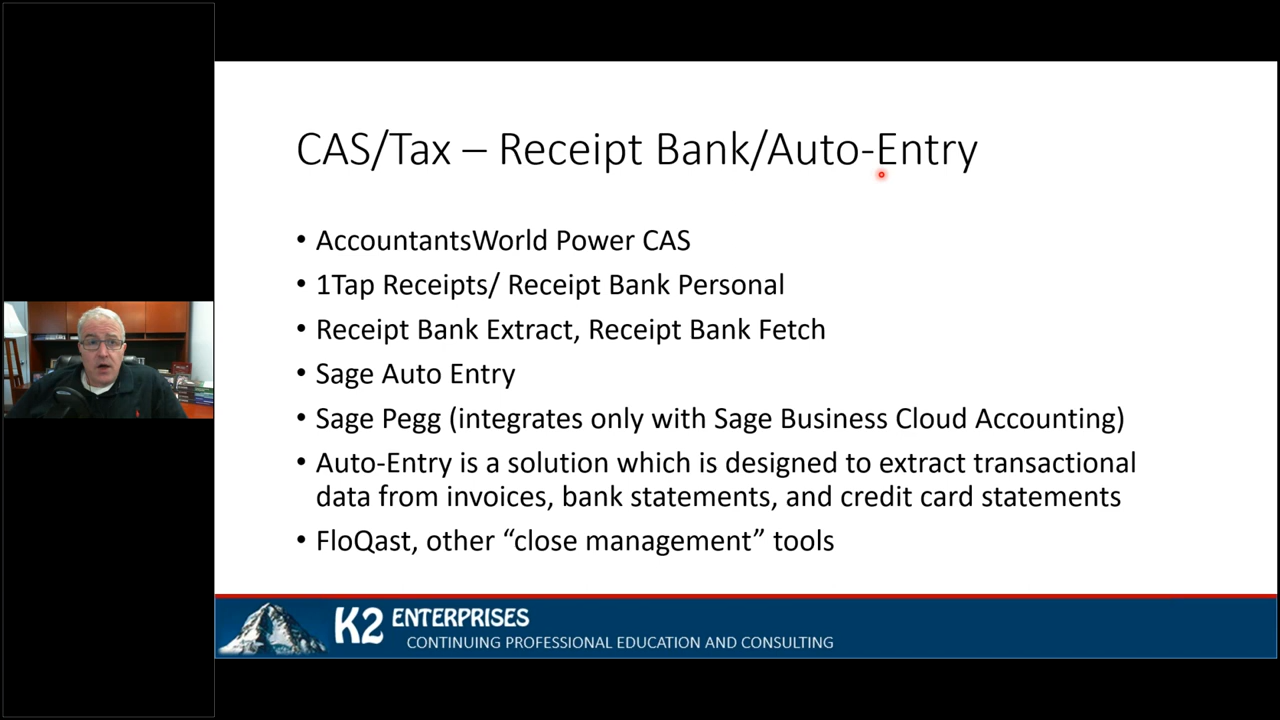 CAS/Tax – Receipt Bank/Auto-Entry
• AccountantsWorld Power CAS
• 1Tap Receipts/ Receipt Bank Personal
• Receipt Bank Extract, Receipt Bank Fetch
• Sage Auto Entry
• Sage Pegg (integrates only with Sage Business Cloud Accounting)
• Auto-Entry is a solution which is designed to extract transactional
data from invoices, bank statements, and credit card statements
• FloQast, other “close management” tools
K2 ENTERPRISES
CONTINUING PROFESSIONAL EDUCATION AND CONSULTING